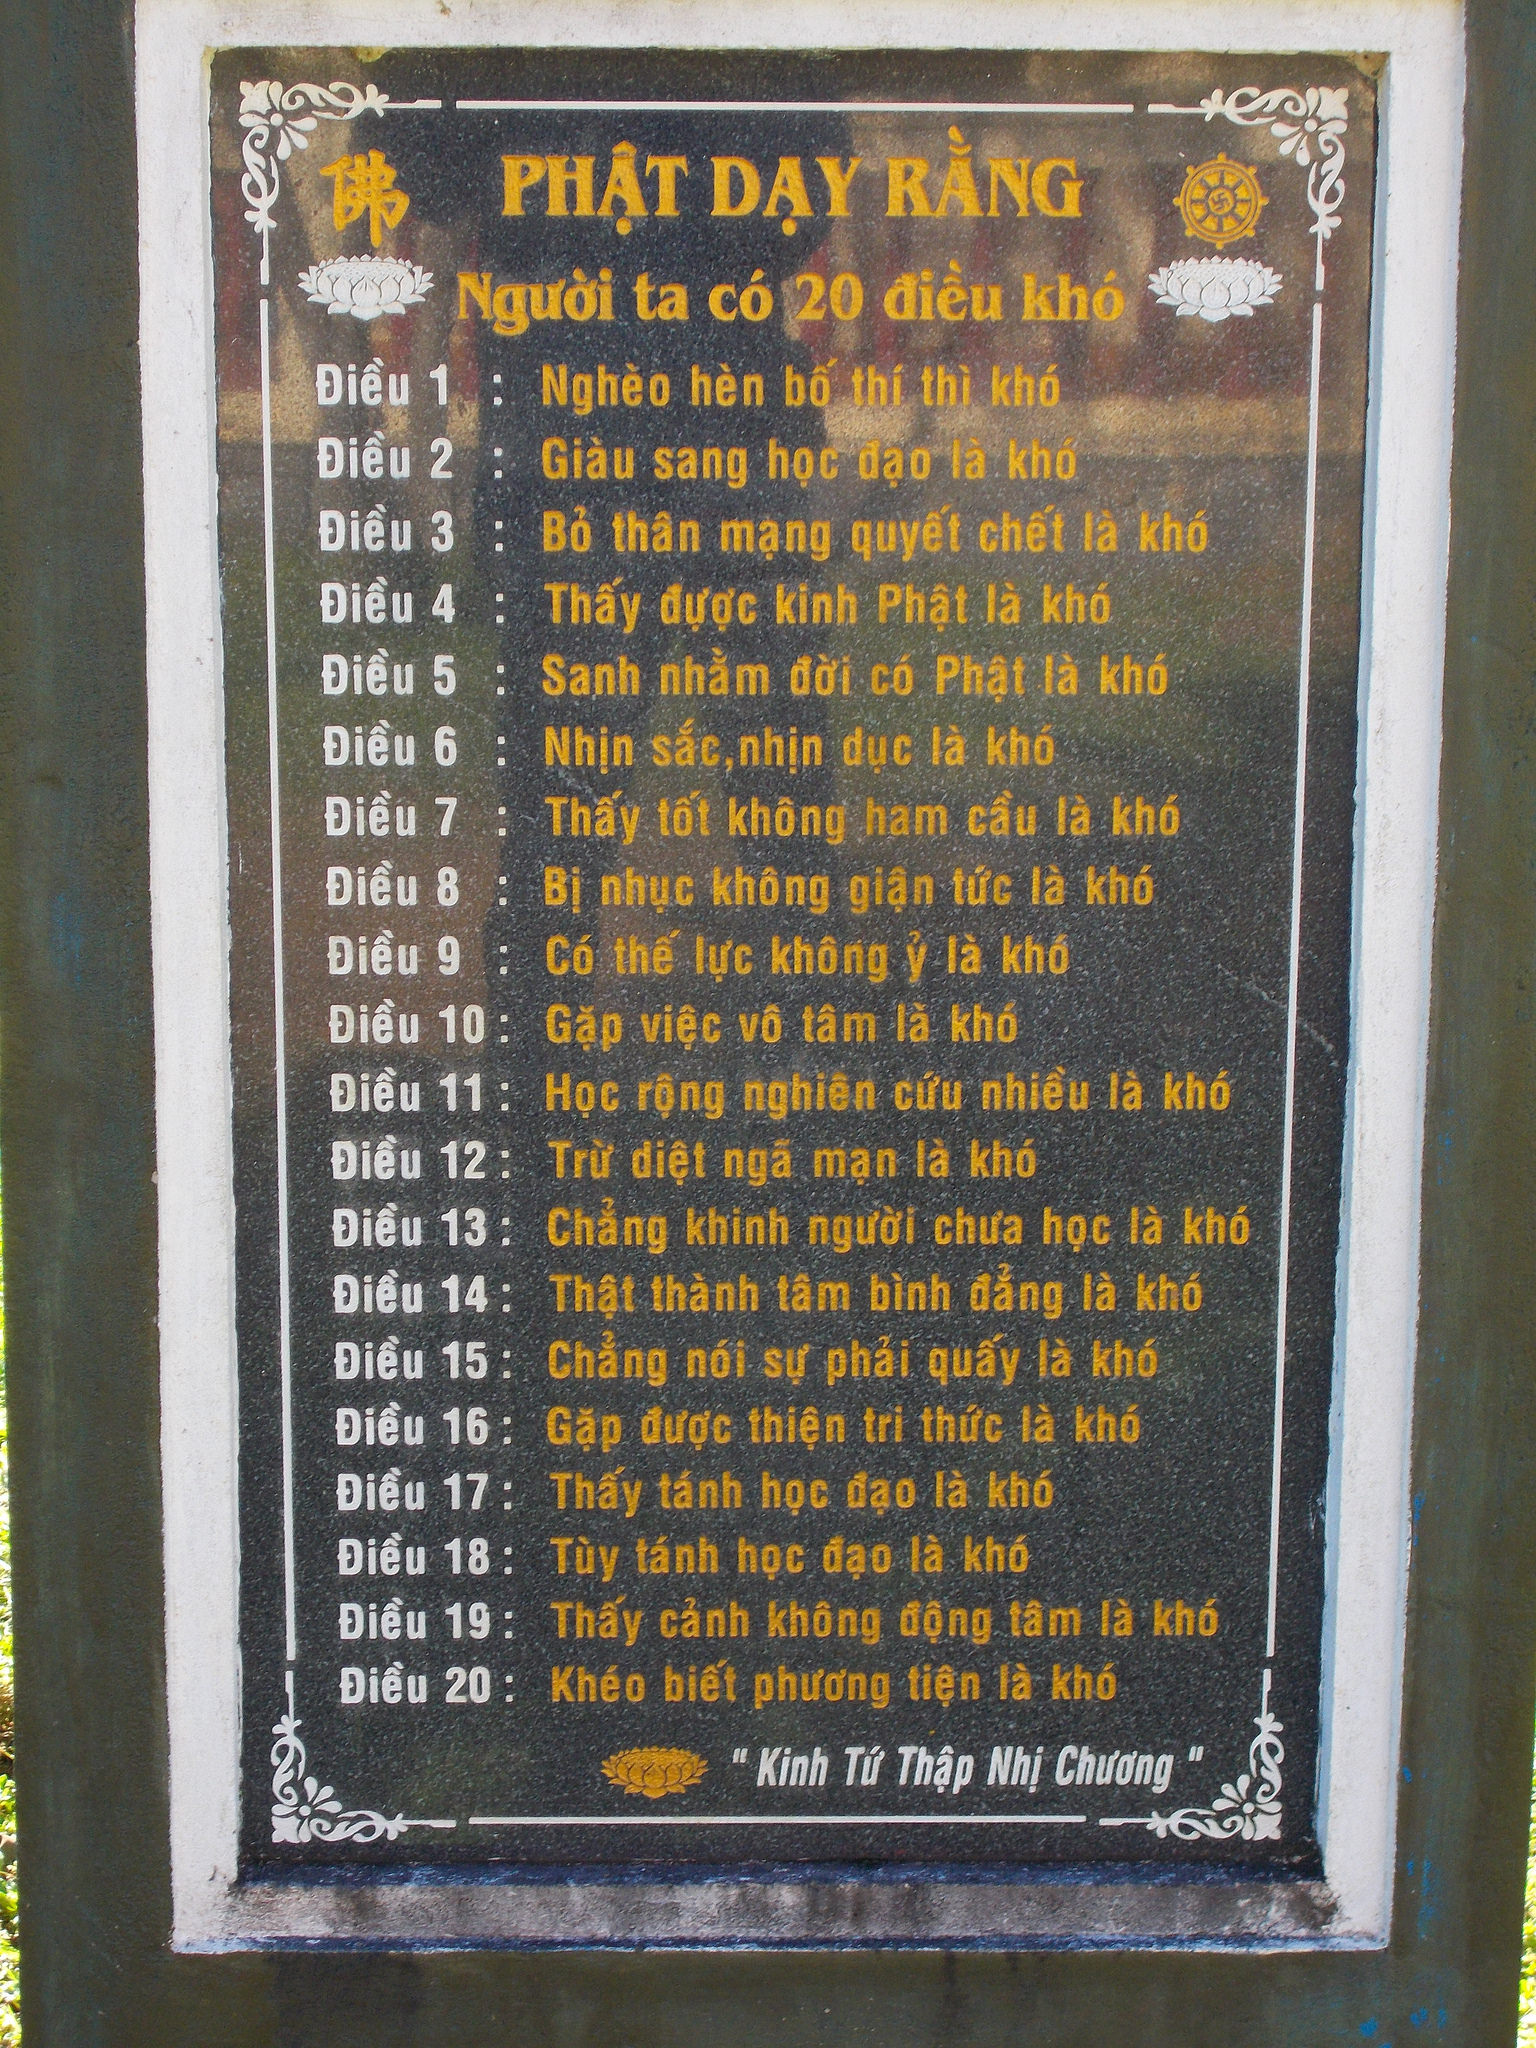 佛 PHẬT DẠY RẰNG
Người ta có 20 điều khó
Điều 1 : Nghèo hèn bố thí thì khó
Điều 2 : Giàu sang học đạo là khó
Điều 3 : Bỏ thân mạng quyết chết là khó
Điều 4 : Thấy đựợc kinh Phật là khó
Điều 5 : Sanh nhằm đời có Phật là khó
Điều 6 : Nhịn sắc,nhịn dục là khó
Điều 7 : Thấy tốt không ham cầu là khó
Điều 8 : Bị nhục không giận tức là khó
Điều 9 : Có thế lực không ỷ là khó
Điều 10 : Gặp việc vô tâm là khó
Điều 11 : Học rộng nghiên cứu nhiều là khó
Điều 12 : Trừ diệt ngã mạn là khó
Điều 13 : Chẳng khinh người chưa học là khó
Điều 14 : Thật thành tâm bình đẳng là khó
Điều 15 : Chẳng nói sự phải quấy là khó
Điều 16 : Gặp được thiện tri thức là khó
Điều 17 : Thấy tánh học đạo là khó
Điều 18 : Tùy tánh học đạo là khó
Điều 19 : Thấy cảnh không động tâm là khó
Điều 20 : Khéo biết phương tiện là khó
" Kinh Tứ Thập Nhị Chương "